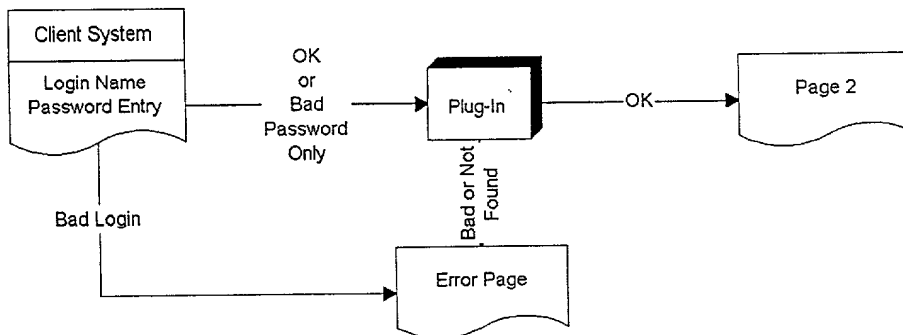 Client System
Login Name
Password Entry
OK
or
Bad
Password
Only
Plug-In
OK
Page 2
Bad or Not
Found
Bad Login
Error Page